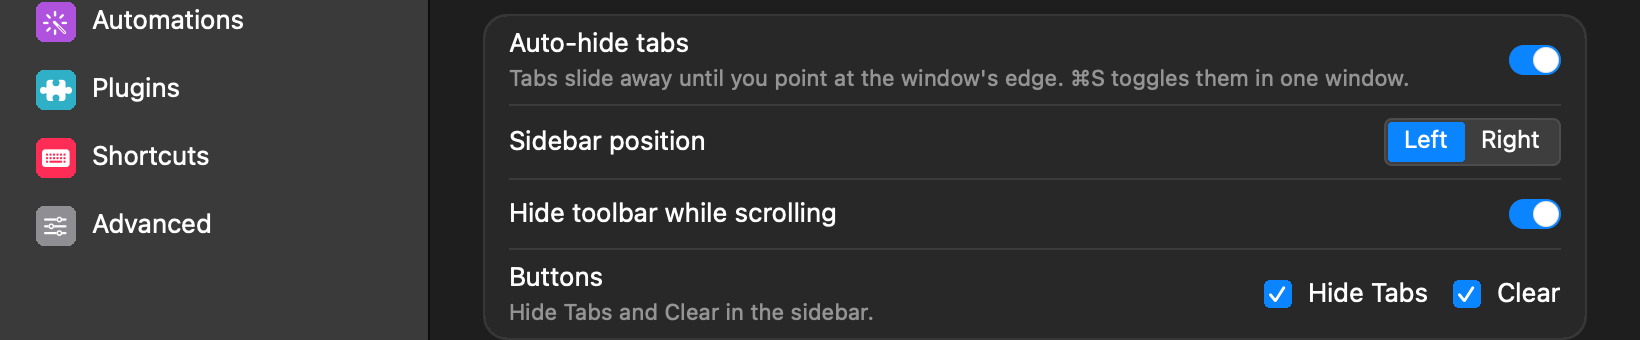 Automations
Plugins
Shortcuts
Advanced
Auto-hide tabs
Tabs slide away until you point at the window's edge. ⌘S toggles them in one window.
Sidebar position
Left Right
Hide toolbar while scrolling
Buttons
Hide Tabs and Clear in the sidebar.
Hide Tabs Clear